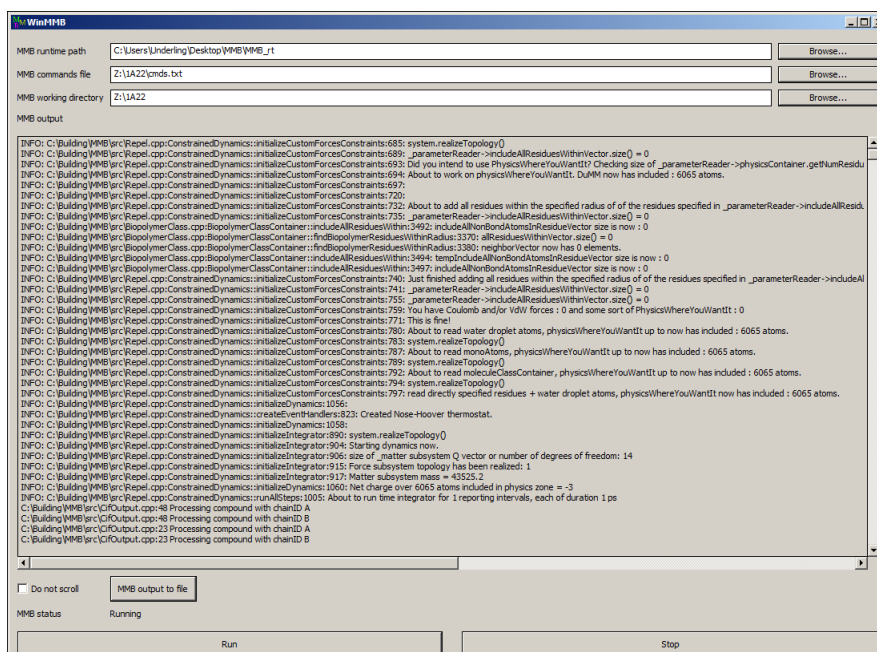 WinMMB
MMB runtime path C:\Users\Underling\Desktop\MMB\MMB_rt Browse...
MMB commands file Z:\1A22\cmds.txt Browse...
MMB working directory Z:\1A22 Browse...
MMB output
INFO: C:\Building\MMB\src\Repel.cpp:ConstrainedDynamics::initializeCustomForcesConstraints:685: system.realizeTopology()
INFO: C:\Building\MMB\src\Repel.cpp:ConstrainedDynamics::initializeCustomForcesConstraints:689: _parameterReader->includeAllResiduesWithinVector.size() = 0
INFO: C:\Building\MMB\src\Repel.cpp:ConstrainedDynamics::initializeCustomForcesConstraints:693: Did you intend to use PhysicsWhereYouWantIt? Checking size of _parameterReader->physicsContainer.getNumResidu
INFO: C:\Building\MMB\src\Repel.cpp:ConstrainedDynamics::initializeCustomForcesConstraints:694: About to work on physicsWhereYouWantIt. DuMM now has included : 6065 atoms.
INFO: C:\Building\MMB\src\Repel.cpp:ConstrainedDynamics::initializeCustomForcesConstraints:697:
INFO: C:\Building\MMB\src\Repel.cpp:ConstrainedDynamics::initializeCustomForcesConstraints:720:
INFO: C:\Building\MMB\src\Repel.cpp:ConstrainedDynamics::initializeCustomForcesConstraints:732: About to add all residues within the specified radius of of the residues specified in _parameterReader->includeAllResidu
INFO: C:\Building\MMB\src\Repel.cpp:ConstrainedDynamics::initializeCustomForcesConstraints:735: _parameterReader->includeAllResiduesWithinVector.size() = 0
INFO: C:\Building\MMB\src\BiopolymerClass.cpp:BiopolymerClassContainer::includeAllResiduesWithin:3492: includeAllNonBondAtomsInResidueVector size is now : 0
INFO: C:\Building\MMB\src\BiopolymerClass.cpp:BiopolymerClassContainer::findBiopolymerResiduesWithinRadius:3370: allResiduesWithinVector.size() = 0
INFO: C:\Building\MMB\src\BiopolymerClass.cpp:BiopolymerClassContainer::findBiopolymerResiduesWithinRadius:3380: neighborVector now has 0 elements.
INFO: C:\Building\MMB\src\BiopolymerClass.cpp:BiopolymerClassContainer::includeAllResiduesWithin:3494: tempIncludeAllNonBondAtomsInResidueVector size is now : 0
INFO: C:\Building\MMB\src\BiopolymerClass.cpp:BiopolymerClassContainer::includeAllResiduesWithin:3497: includeAllNonBondAtomsInResidueVector size is now : 0
INFO: C:\Building\MMB\src\Repel.cpp:ConstrainedDynamics::initializeCustomForcesConstraints:740: Just finished adding all residues within the specified radius of of the residues specified in _parameterReader->includeAl
INFO: C:\Building\MMB\src\Repel.cpp:ConstrainedDynamics::initializeCustomForcesConstraints:741: _parameterReader->includeAllResiduesWithinVector.size() = 0
INFO: C:\Building\MMB\src\Repel.cpp:ConstrainedDynamics::initializeCustomForcesConstraints:755: _parameterReader->includeAllResiduesWithinVector.size() = 0
INFO: C:\Building\MMB\src\Repel.cpp:ConstrainedDynamics::initializeCustomForcesConstraints:759: You have Coulomb and/or VdW forces : 0 and some sort of PhysicsWhereYouWantIt : 0
INFO: C:\Building\MMB\src\Repel.cpp:ConstrainedDynamics::initializeCustomForcesConstraints:771: This is fine!
INFO: C:\Building\MMB\src\Repel.cpp:ConstrainedDynamics::initializeCustomForcesConstraints:780: About to read water droplet atoms, physicsWhereYouWantIt up to now has included : 6065 atoms.
INFO: C:\Building\MMB\src\Repel.cpp:ConstrainedDynamics::initializeCustomForcesConstraints:783: system.realizeTopology()
INFO: C:\Building\MMB\src\Repel.cpp:ConstrainedDynamics::initializeCustomForcesConstraints:787: About to read monoAtoms, physicsWhereYouWantIt up to now has included : 6065 atoms.
INFO: C:\Building\MMB\src\Repel.cpp:ConstrainedDynamics::initializeCustomForcesConstraints:789: system.realizeTopology()
INFO: C:\Building\MMB\src\Repel.cpp:ConstrainedDynamics::initializeCustomForcesConstraints:792: About to read moleculeClassContainer, physicsWhereYouWantIt up to now has included : 6065 atoms.
INFO: C:\Building\MMB\src\Repel.cpp:ConstrainedDynamics::initializeCustomForcesConstraints:794: system.realizeTopology()
INFO: C:\Building\MMB\src\Repel.cpp:ConstrainedDynamics::initializeCustomForcesConstraints:797: read directly specified residues + water droplet atoms, physicsWhereYouWantIt now has included : 6065 atoms.
INFO: C:\Building\MMB\src\Repel.cpp:ConstrainedDynamics::initializeDynamics:1056:
INFO: C:\Building\MMB\src\Repel.cpp:ConstrainedDynamics::createEventHandlers:823: Created Nose-Hoover thermostat.
INFO: C:\Building\MMB\src\Repel.cpp:ConstrainedDynamics::initializeDynamics:1058:
INFO: C:\Building\MMB\src\Repel.cpp:ConstrainedDynamics::initializeIntegrator:890: system.realizeTopology()
INFO: C:\Building\MMB\src\Repel.cpp:ConstrainedDynamics::initializeIntegrator:904: Starting dynamics now.
INFO: C:\Building\MMB\src\Repel.cpp:ConstrainedDynamics::initializeIntegrator:906: size of _matter subsystem Q vector or number of degrees of freedom: 14
INFO: C:\Building\MMB\src\Repel.cpp:ConstrainedDynamics::initializeIntegrator:915: Force subsystem topology has been realized: 1
INFO: C:\Building\MMB\src\Repel.cpp:ConstrainedDynamics::initializeIntegrator:917: Matter subsystem mass = 43525.2
INFO: C:\Building\MMB\src\Repel.cpp:ConstrainedDynamics::initializeDynamics:1060: Net charge over 6065 atoms included in physics zone = -3
INFO: C:\Building\MMB\src\Repel.cpp:ConstrainedDynamics::runAllSteps:1005: About to run time integrator for 1 reporting intervals, each of duration 1 ps
C:\Building\MMB\src\CifOutput.cpp:48 Processing compound with chainID A
C:\Building\MMB\src\CifOutput.cpp:48 Processing compound with chainID B
C:\Building\MMB\src\CifOutput.cpp:23 Processing compound with chainID A
C:\Building\MMB\src\CifOutput.cpp:23 Processing compound with chainID B
Do not scroll MMB output to file
MMB status Running
Run Stop